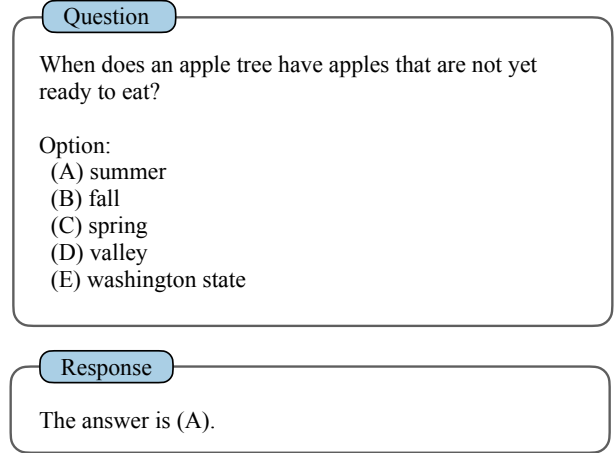 Question
When does an apple tree have apples that are not yet
ready to eat?
Option:
(A) summer
(B) fall
(C) spring
(D) valley
(E) washington state
Response
The answer is (A).